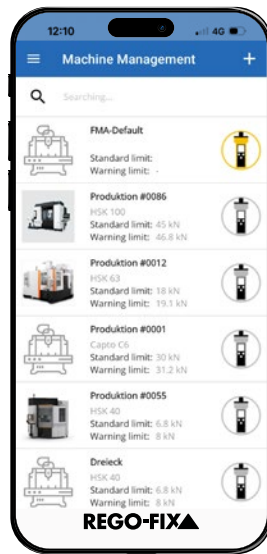 12:10
4G
Machine Management
Searching...
FMA-Default
Standard limit:
Warning limit: -
Produktion #0086
HSK 100
Standard limit: 45 kN
Warning limit: 46.8 kN
Produktion #0012
HSK 63
Standard limit: 18 kN
Warning limit: 19.1 kN
Produktion #0001
Capto C6
Standard limit: 30 kN
Warning limit: 31.2 kN
Produktion #0055
HSK 40
Standard limit: 6.8 kN
Warning limit: 8 kN
Dreieck
HSK 40
Standard limit: 6.8 kN
Warning limit: 8 kN
REGO-FIX